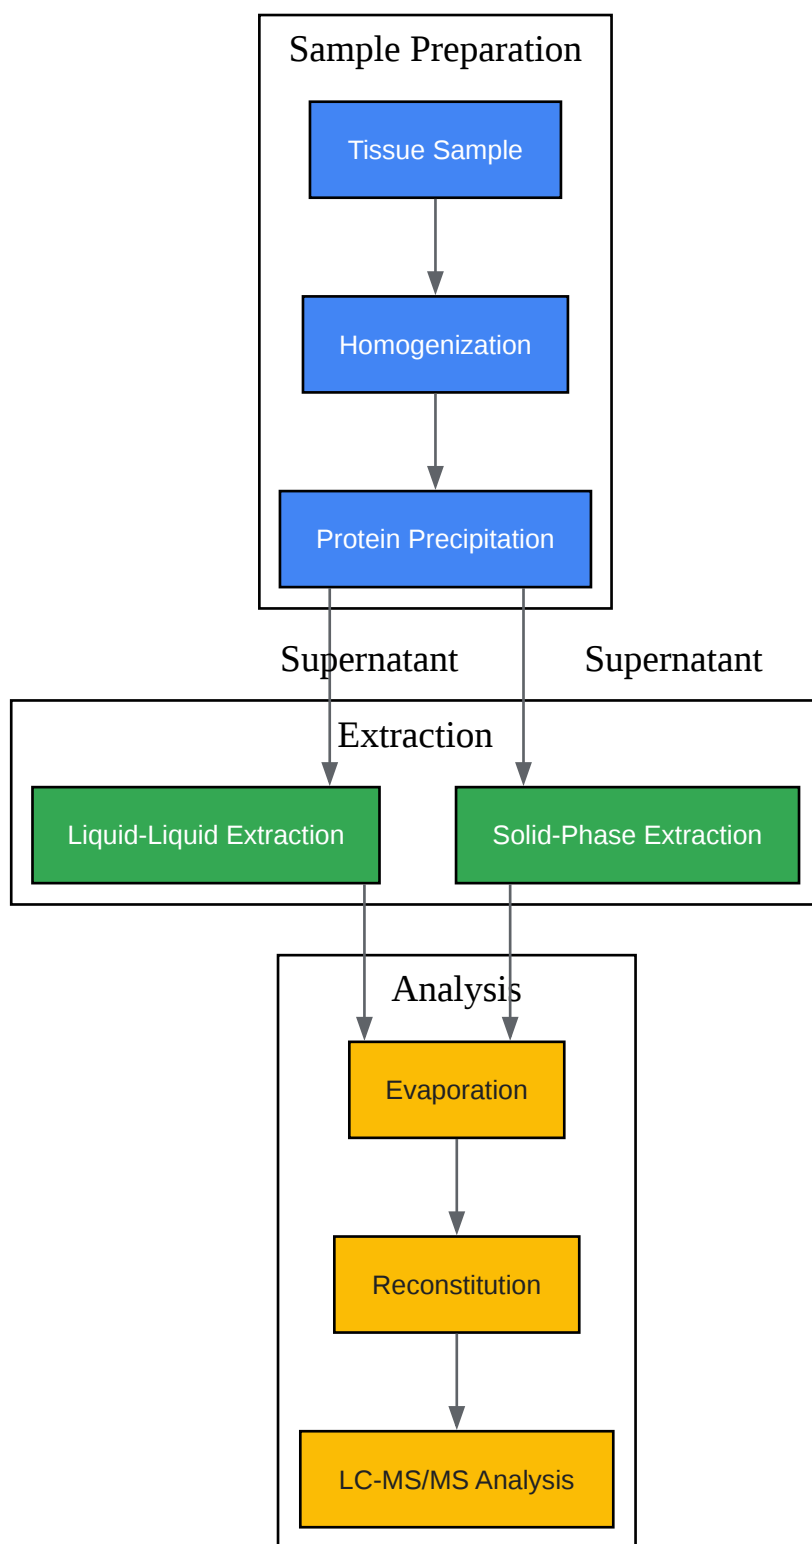 Sample Preparation
Tissue Sample
Homogenization
Protein Precipitation
Supernatant
Supernatant
Extraction
Liquid-Liquid Extraction
Solid-Phase Extraction
Analysis
Evaporation
Reconstitution
LC-MS/MS Analysis